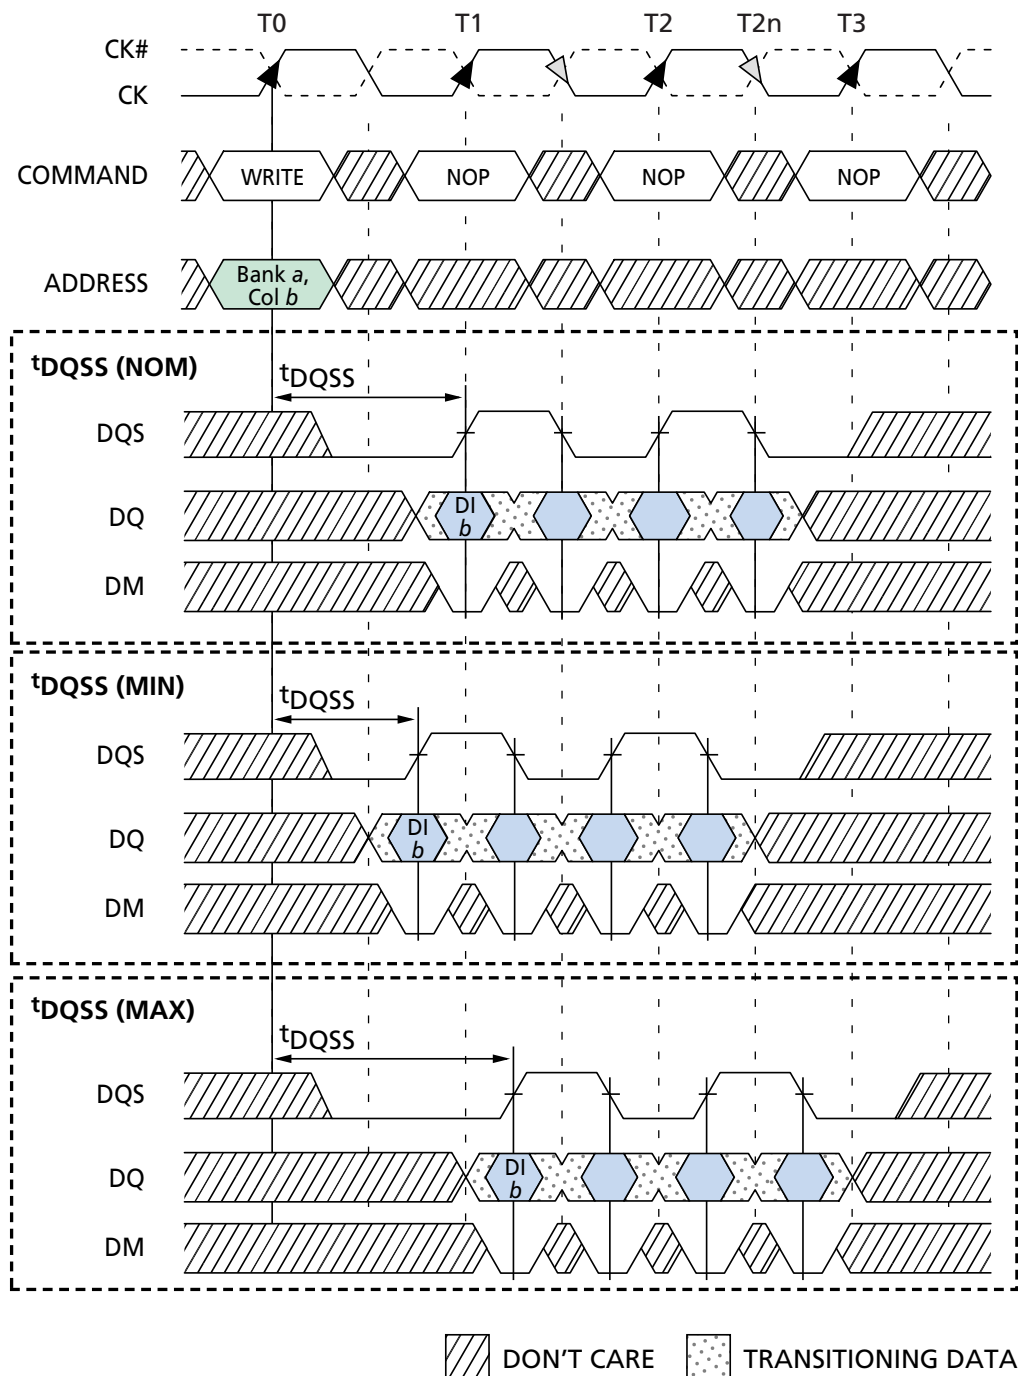 T0 T1 T2 T2n T3
CK#
CK
COMMAND WRITE NOP NOP NOP
ADDRESS Bank a,
Col b
tDQSS (NOM)
tDQSS
DQS
DQ DI
b
DM
tDQSS (MIN)
tDQSS
DQS
DQ DI
b
DM
tDQSS (MAX)
tDQSS
DQS
DQ DI
b
DM
DON'T CARE TRANSITIONING DATA